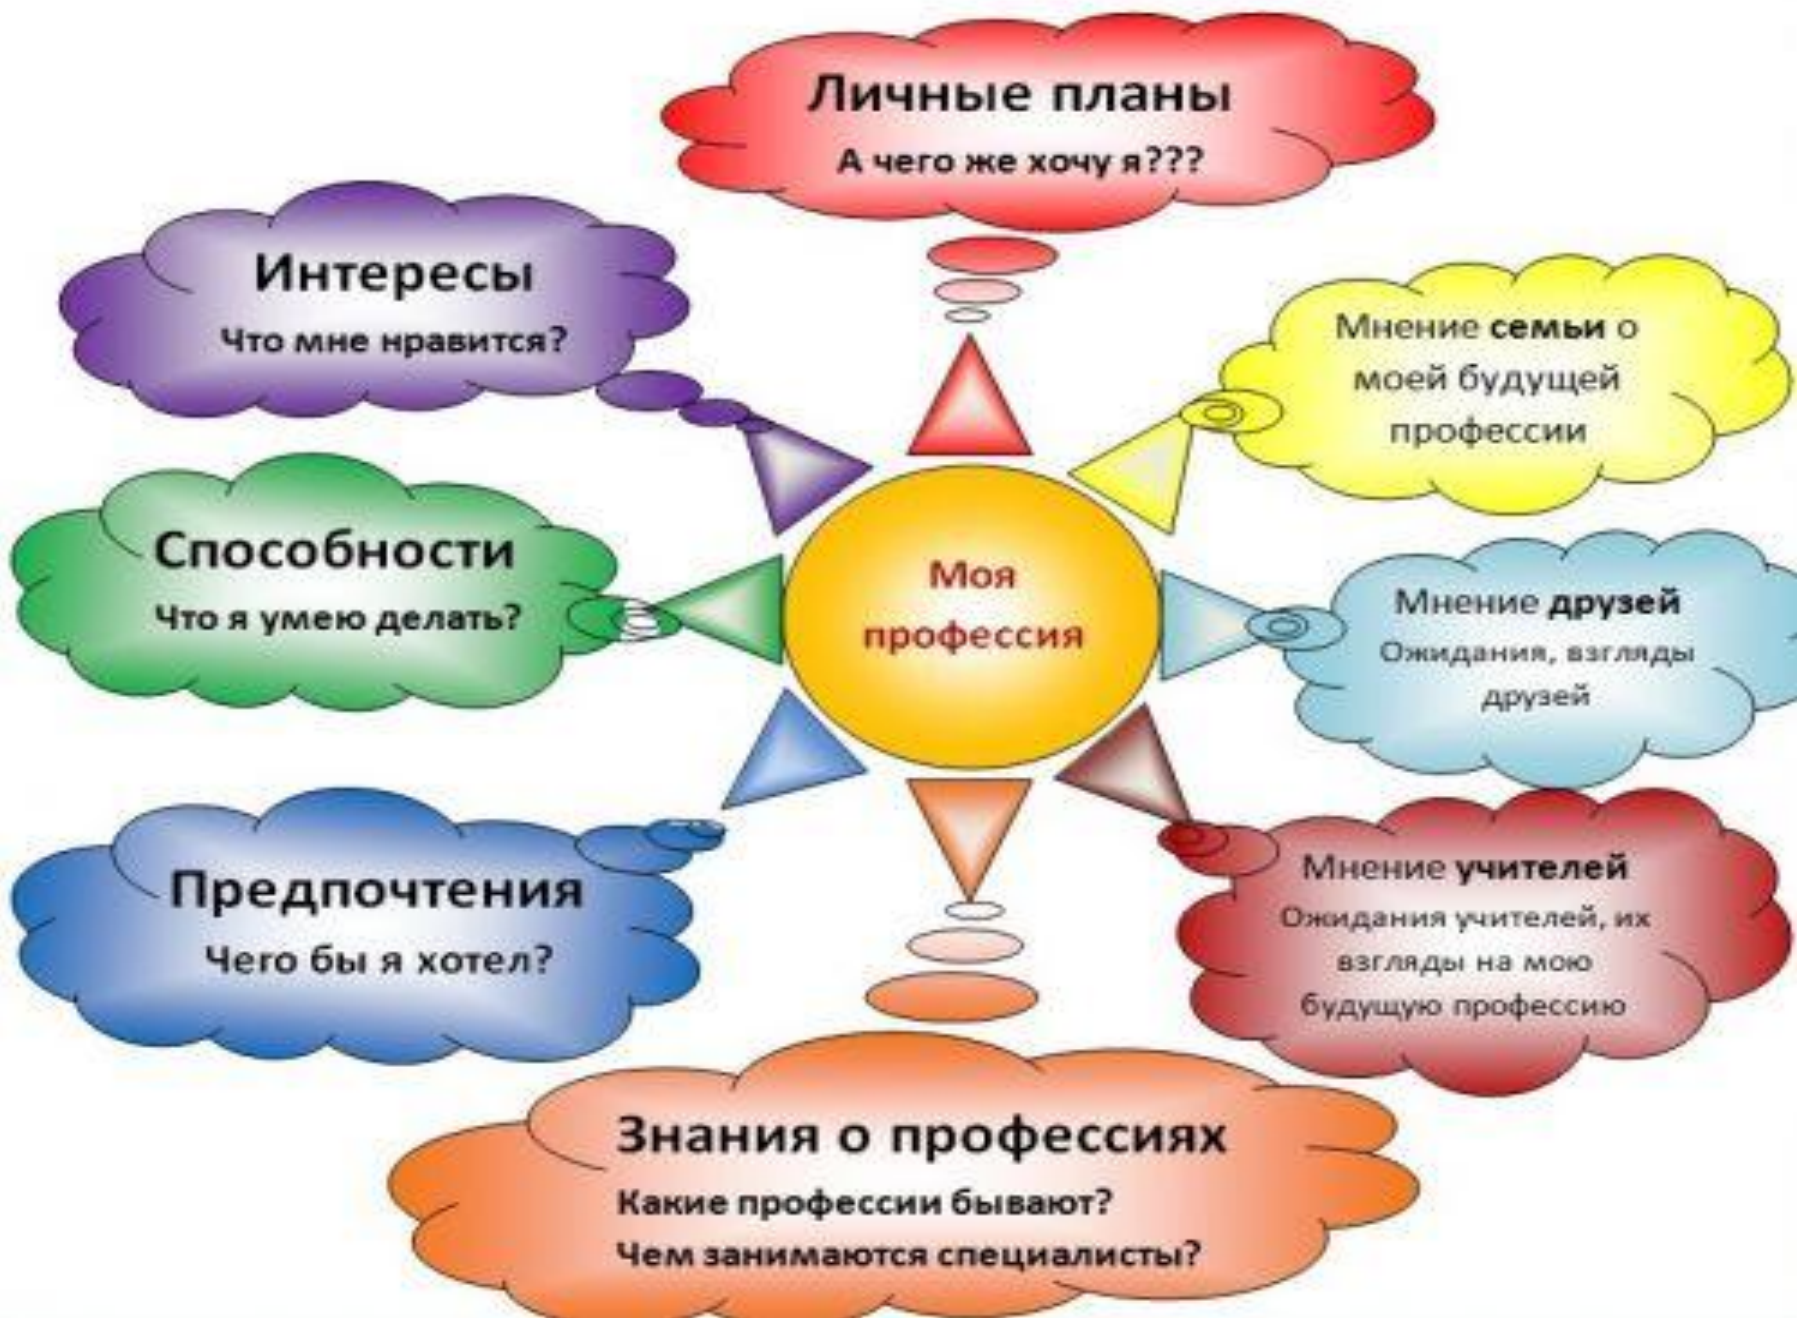 Личные планы
А чего же хочу я???
Интересы
Что мне нравится?
Мнение семьи о
моей будущей
профессии
Способности
Что я умею делать?
Моя
профессия
Мнение друзей
Ожидания, взгляды
друзей
Предпочтения
Чего бы я хотел?
Мнение учителей
Ожидания учителей, их
взгляды на мою
будущую профессию
Знания о профессиях
Какие профессии бывают?
Чем занимаются специалисты?